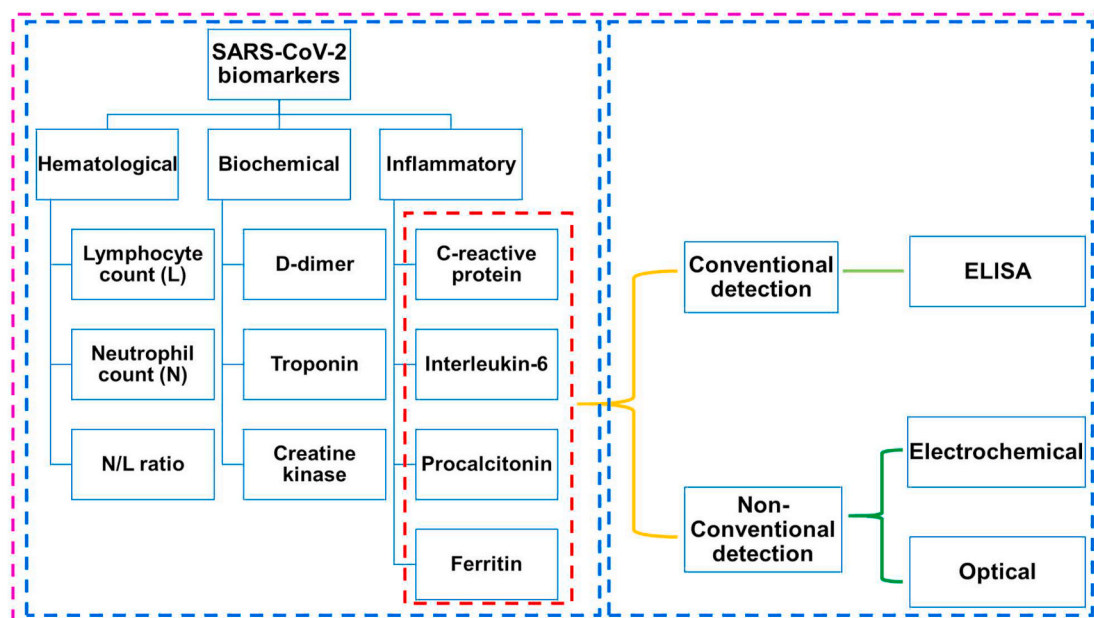 SARS-CoV-2
biomarkers
Hematological
Biochemical
Inflammatory
Lymphocyte
count (L)
Neutrophil
count (N)
N/L ratio
D-dimer
Troponin
Creatine
kinase
C-reactive
protein
Interleukin-6
Procalcitonin
Ferritin
Conventional
detection
ELISA
Non-
Conventional
detection
Electrochemical
Optical